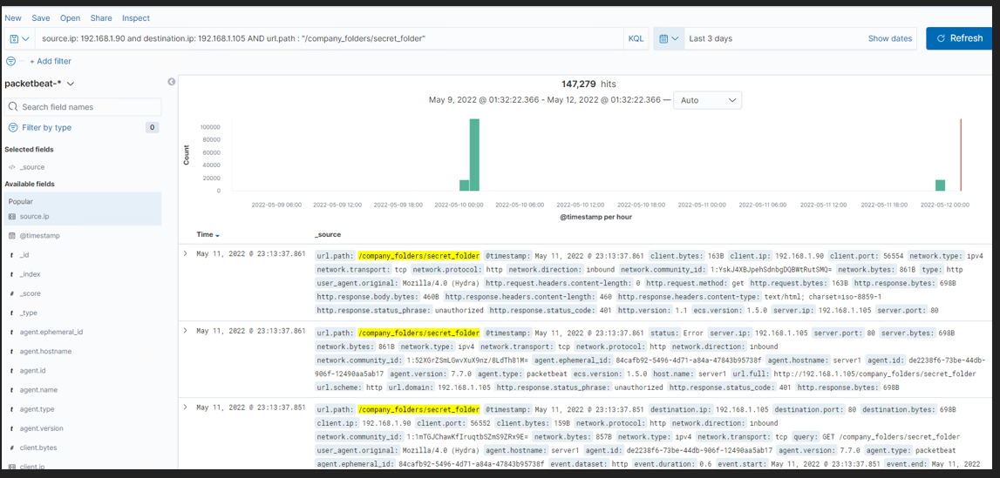 New Save Open Share Inspect
source.ip: 192.168.1.90 and destination.ip: 192.168.1.105 AND url.path : "/company_folders/secret_folder" KQL Last 3 days Show dates Refresh
+ Add filter
packetbeat-*
147,279 hits
May 9, 2022 @ 01:32:22.366 - May 12, 2022 @ 01:32:22.366 — Auto
Search field names
Filter by type 0
Selected fields
</> _source
Available fields
Popular
source.ip
@timestamp
t _id
t _index
# _score
t _type
t agent.ephemeral_id
t agent.hostname
t agent.id
t agent.name
t agent.type
t agent.version
# client.bytes
client.ip
Count
100000
80000
60000
40000
20000
0
2022-05-09 06:00 2022-05-09 12:00 2022-05-09 18:00 2022-05-10 00:00 2022-05-10 06:00 2022-05-10 12:00 2022-05-10 18:00 2022-05-11 00:00 2022-05-11 06:00 2022-05-11 12:00 2022-05-11 18:00 2022-05-12 00:00
@timestamp per hour
Time _source
May 11, 2022 @ 23:13:37.861 url.path: /company_folders/secret_folder @timestamp: May 11, 2022 @ 23:13:37.861 client.bytes: 163B client.ip: 192.168.1.90 client.port: 56554 network.type: ipv4
network.transport: tcp network.protocol: http network.direction: inbound network.community_id: 1:YskJ4XBJpehSdnbgDQBWtRutSMQ= network.bytes: 861B type: http
user_agent.original: Mozilla/4.0 (Hydra) http.request.headers.content-length: 0 http.request.method: get http.request.bytes: 163B http.response.bytes: 698B
http.response.body.bytes: 460B http.response.headers.content-length: 460 http.response.headers.content-type: text/html; charset=iso-8859-1
http.response.status_phrase: unauthorized http.response.status_code: 401 http.version: 1.1 ecs.version: 1.5.0 server.ip: 192.168.1.105 server.port: 80
May 11, 2022 @ 23:13:37.861 url.path: /company_folders/secret_folder @timestamp: May 11, 2022 @ 23:13:37.861 status: Error server.ip: 192.168.1.105 server.port: 80 server.bytes: 698B
network.bytes: 861B network.type: ipv4 network.transport: tcp network.protocol: http network.direction: inbound
network.community_id: 1:52XGrZSmLGwvXuX9nz/8LdTh81M= agent.ephemeral_id: 84cafb92-5496-4d71-a84a-47843b95738f agent.hostname: server1 agent.id: de2238f6-73be-44db-
906f-12490aa5ab17 agent.version: 7.7.0 agent.type: packetbeat ecs.version: 1.5.0 host.name: server1 url.full: http://192.168.1.105/company_folders/secret_folder
url.scheme: http url.domain: 192.168.1.105 http.response.status_phrase: unauthorized http.response.status_code: 401 http.response.bytes: 698B
May 11, 2022 @ 23:13:37.851 url.path: /company_folders/secret_folder @timestamp: May 11, 2022 @ 23:13:37.851 destination.ip: 192.168.1.105 destination.port: 80 destination.bytes: 698B
client.ip: 192.168.1.90 client.port: 56552 client.bytes: 159B network.protocol: http network.direction: inbound
network.community_id: 1:1mTGJChawKfIruqtbSZmS9ZRx9E= network.bytes: 857B network.type: ipv4 network.transport: tcp query: GET /company_folders/secret_folder
user_agent.original: Mozilla/4.0 (Hydra) agent.hostname: server1 agent.id: de2238f6-73be-44db-906f-12490aa5ab17 agent.version: 7.7.0 agent.type: packetbeat
agent.ephemeral_id: 84cafb92-5496-4d71-a84a-47843b95738f event.dataset: http event.duration: 0.6 event.start: May 11, 2022 @ 23:13:37.851 event.end: May 11, 2022